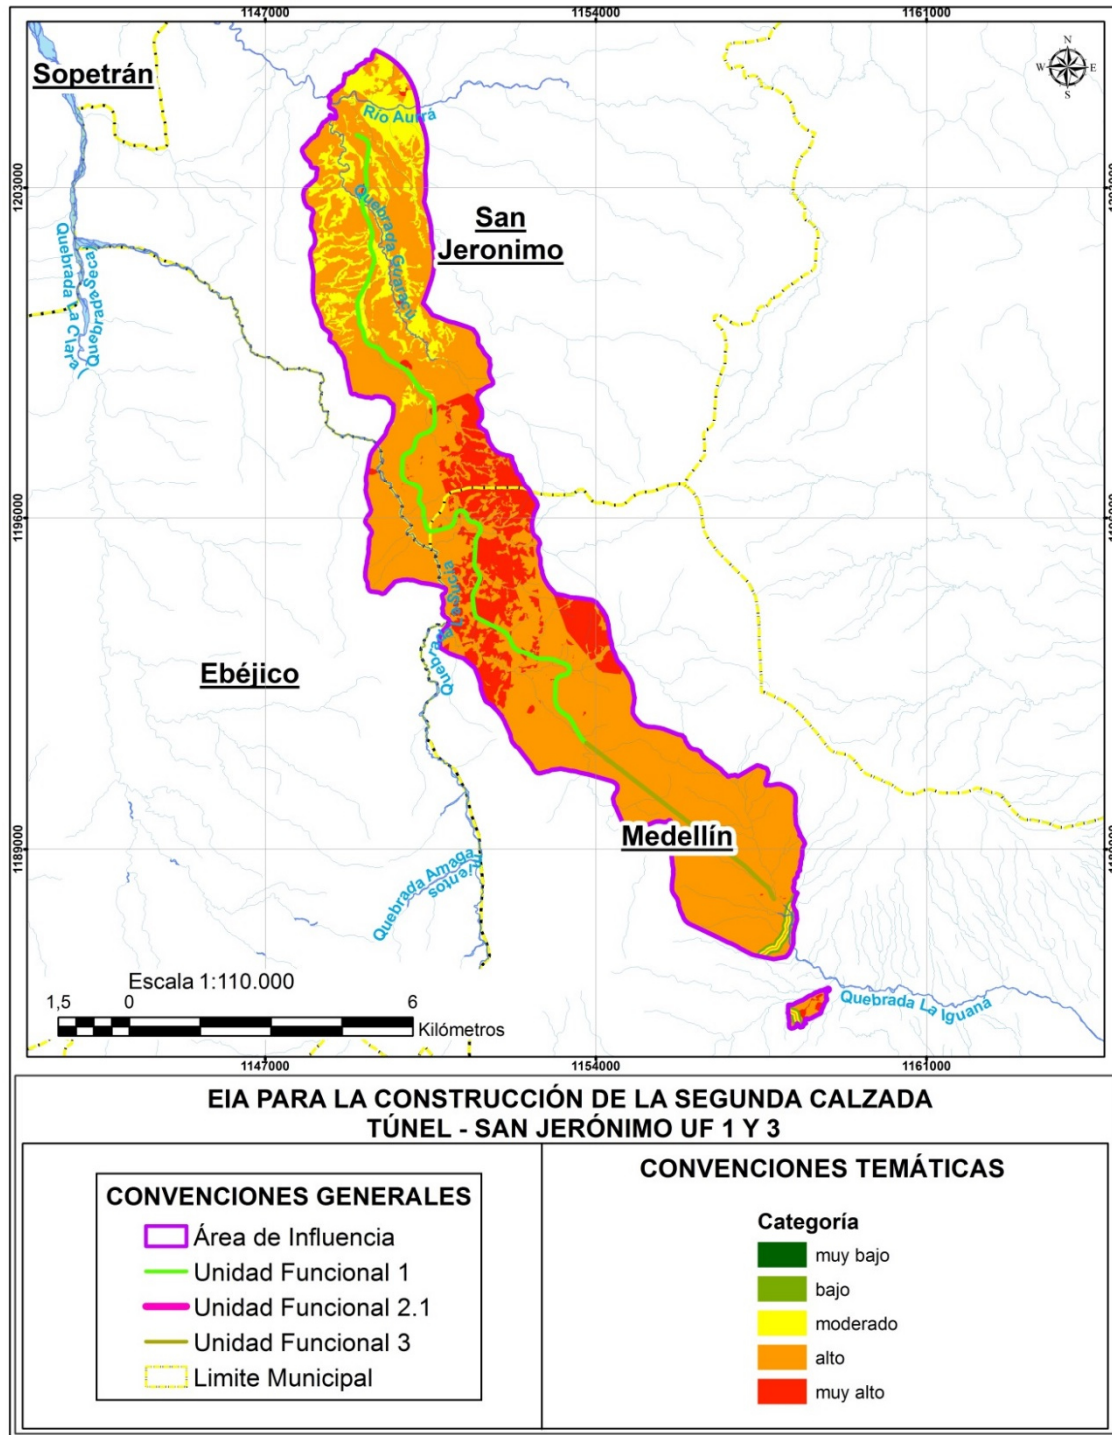 1147000
1154000
1161000
N
W
E
S
Sopetrán
Río Aurrá
1203000
San
Jeronimo
Quebrada Guaracú
Quebrada La Clara
Quebrada Seca
1196000
Quebrada La Sucia
Ebéjico
Medellín
1189000
Quebrada Amaga
Vientos
Quebrada La Iguaná
Escala 1:110.000
1,5
0
6
Kilómetros
1147000
1154000
1161000
EIA PARA LA CONSTRUCCIÓN DE LA SEGUNDA CALZADA
TÚNEL - SAN JERÓNIMO UF 1 Y 3
CONVENCIONES GENERALES
Área de Influencia
Unidad Funcional 1
Unidad Funcional 2.1
Unidad Funcional 3
Limite Municipal
CONVENCIONES TEMÁTICAS
Categoría
muy bajo
bajo
moderado
alto
muy alto